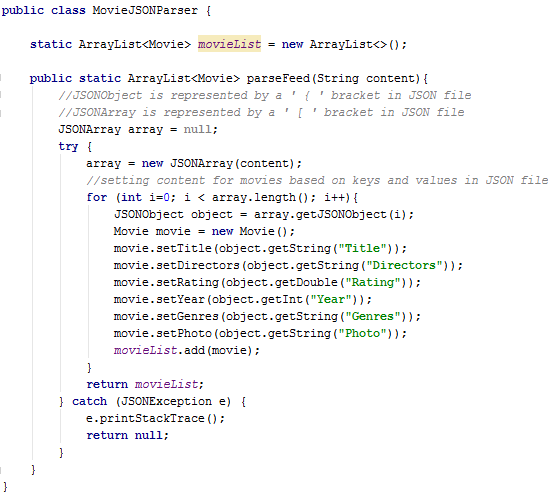 public class MovieJSONParser {
static ArrayList<Movie> movieList = new ArrayList<>();
public static ArrayList<Movie> parseFeed(String content){
//JSONObject is represented by a ' { ' bracket in JSON file
//JSONArray is represented by a ' [ ' bracket in JSON file
JSONArray array = null;
try {
array = new JSONArray(content);
//setting content for movies based on keys and values in JSON file
for (int i=0; i < array.length(); i++){
JSONObject object = array.getJSONObject(i);
Movie movie = new Movie();
movie.setTitle(object.getString("Title"));
movie.setDirectors(object.getString("Directors"));
movie.setRating(object.getDouble("Rating"));
movie.setYear(object.getInt("Year"));
movie.setGenres(object.getString("Genres"));
movie.setPhoto(object.getString("Photo"));
movieList.add(movie);
}
return movieList;
} catch (JSONException e) {
e.printStackTrace();
return null;
}
}
}